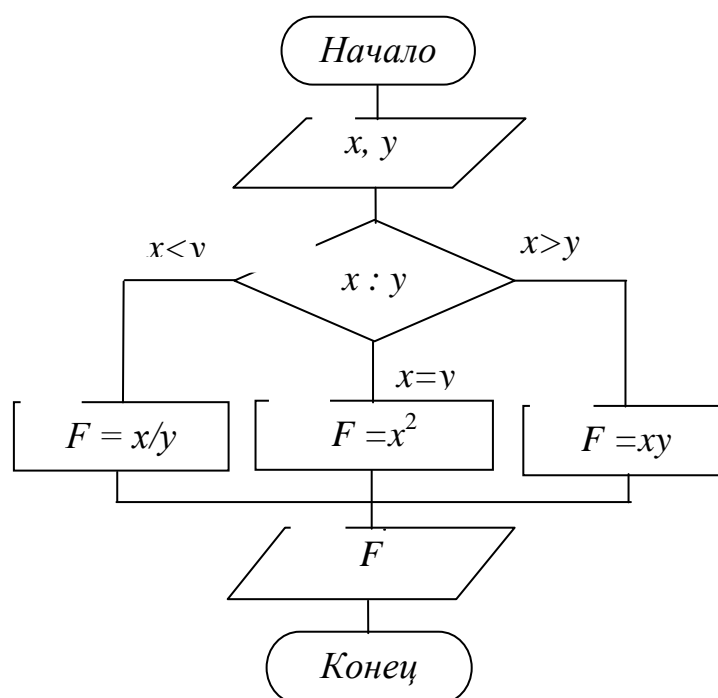 Начало
x, y
x<y
x>y
x : y
x=y
F = x/y
F =x²
F =xy
F
Конец